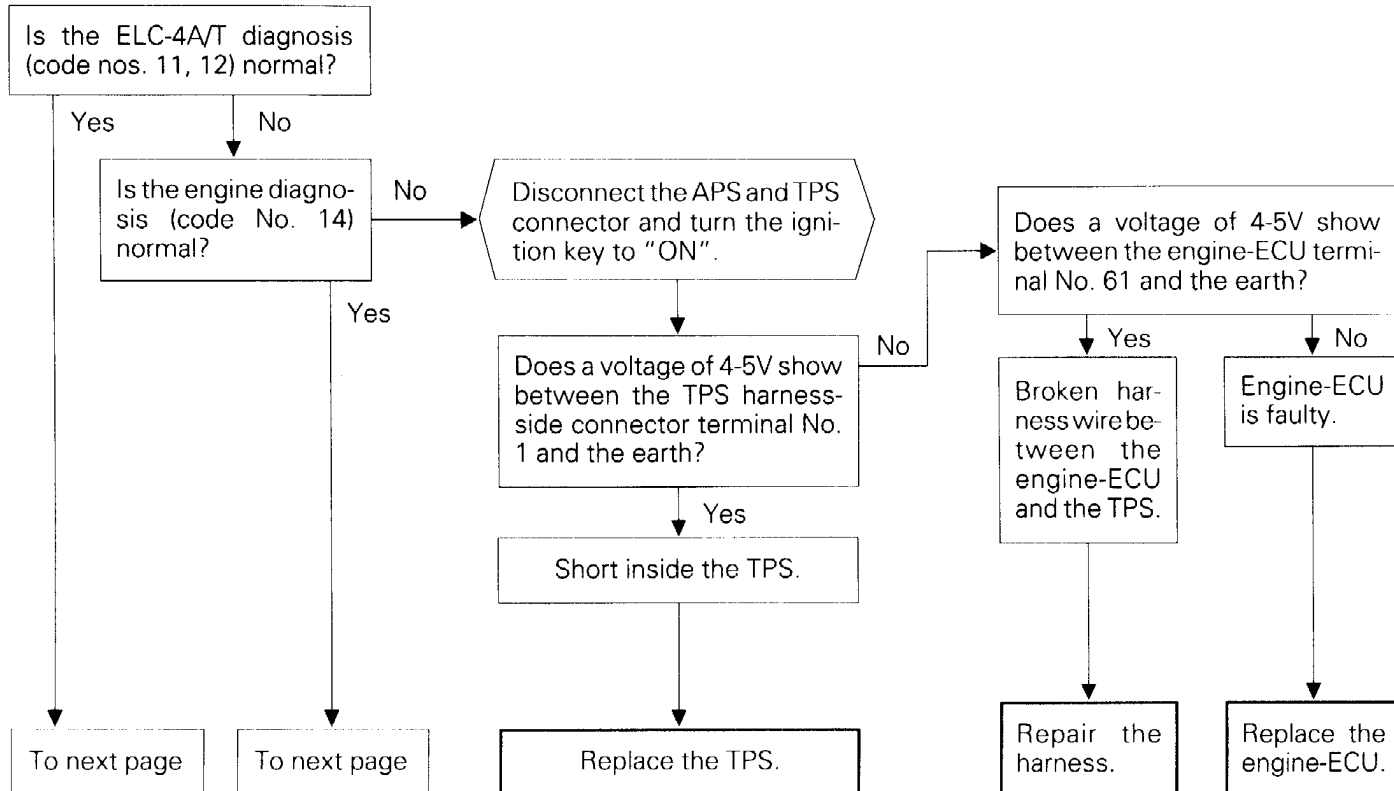 Is the ELC-4A/T diagnosis
(code nos. 11, 12) normal?
Yes
No
Is the engine diagno-
sis (code No. 14)
normal?
No
Yes
Disconnect the APS and TPS
connector and turn the igni-
tion key to "ON".
Does a voltage of 4-5V show
between the TPS harness-
side connector terminal No.
1 and the earth?
No
Yes
Short inside the TPS.
Does a voltage of 4-5V show
between the engine-ECU termi-
nal No. 61 and the earth?
Yes
No
Broken har-
ness wire be-
tween the
engine-ECU
and the TPS.
Engine-ECU
is faulty.
To next page
To next page
Replace the TPS.
Repair the
harness.
Replace the
engine-ECU.